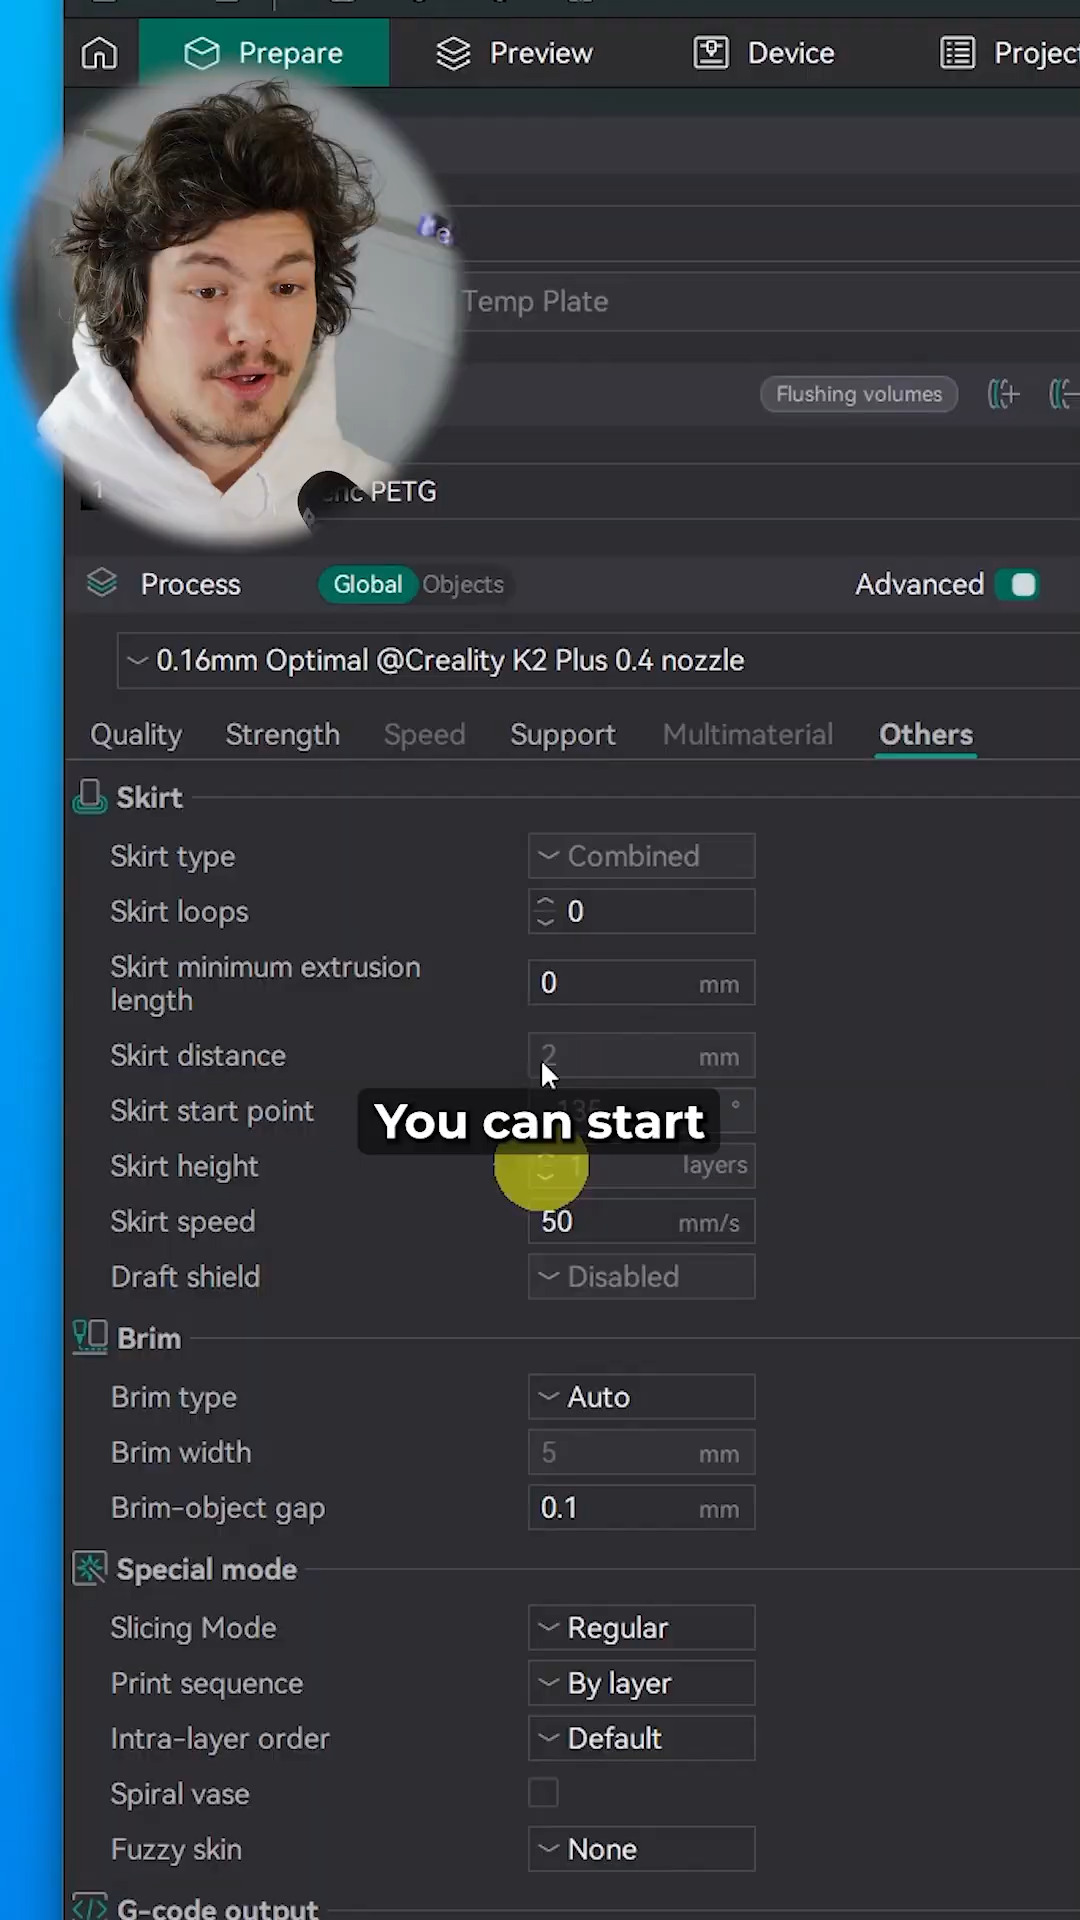 Prepare
Preview
Device
Project
Temp Plate
Flushing volumes
1
PETG
Process
Global
Objects
Advanced
0.16mm Optimal @Creality K2 Plus 0.4 nozzle
Quality
Strength
Speed
Support
Multimaterial
Others
Skirt
Skirt type
Combined
Skirt loops
0
Skirt minimum extrusion
length
0
mm
Skirt distance
2
mm
Skirt start point
°
You can start
Skirt height
1
layers
Skirt speed
50
mm/s
Draft shield
Disabled
Brim
Brim type
Auto
Brim width
5
mm
Brim-object gap
0.1
mm
Special mode
Slicing Mode
Regular
Print sequence
By layer
Intra-layer order
Default
Spiral vase
Fuzzy skin
None
G-code output